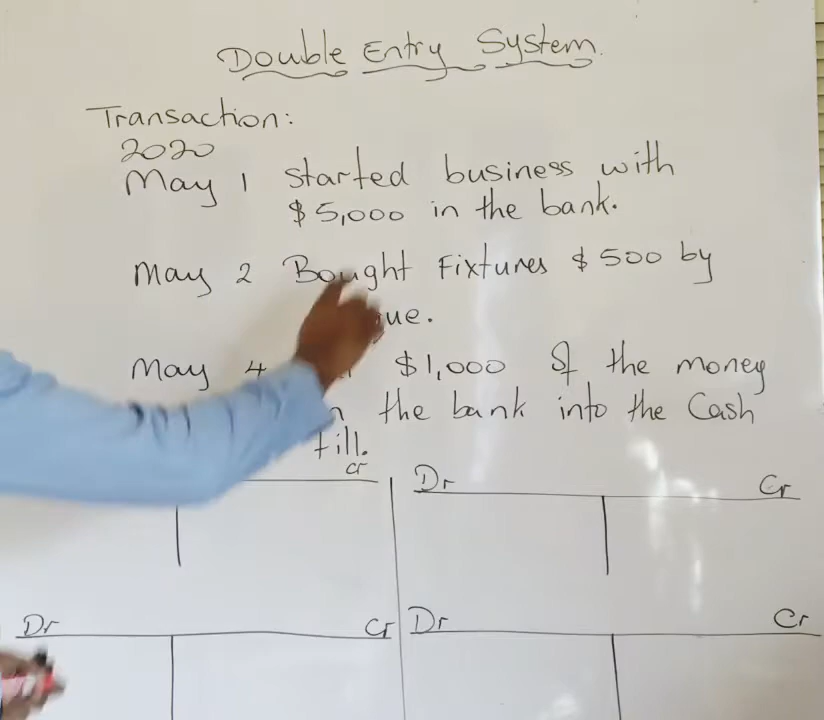 Double Entry System.
Transaction:
2020
May 1 Started business with
$5,000 in the bank.
May 2 Bought Fixtures $500 by
ue.
May 4 $1,000 of the money
the bank into the Cash
till.
Cr Dr Cr
Dr Cr Dr Cr